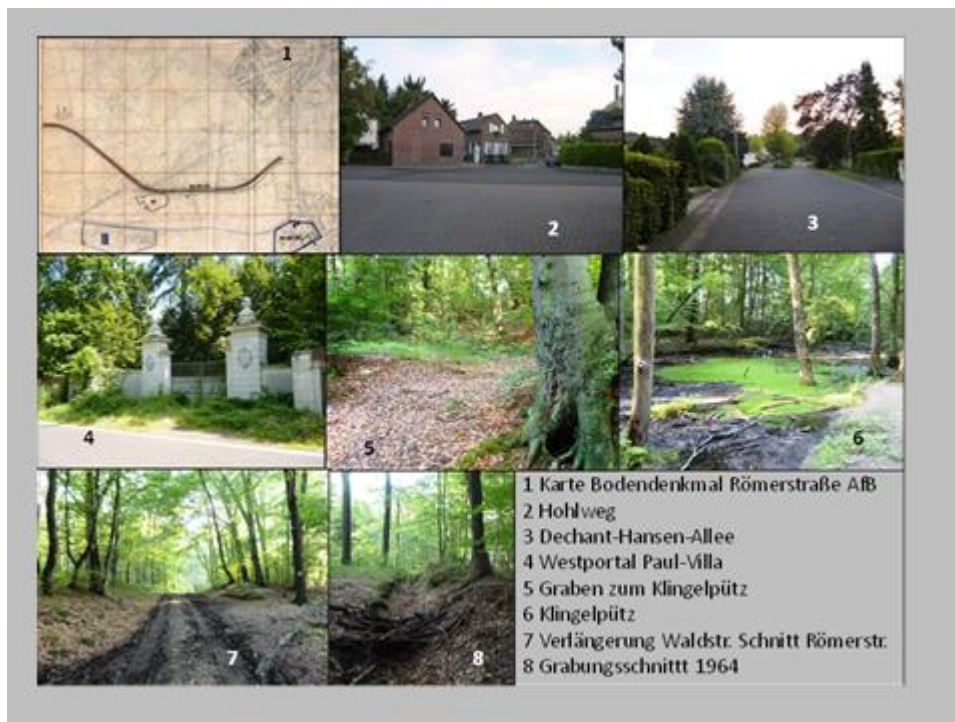 1
2
3
4
5
6
7
8
1 Karte Bodendenkmal Römerstraße AfB
2 Hohlweg
3 Dechant-Hansen-Allee
4 Westportal Paul-Villa
5 Graben zum Klingelpütz
6 Klingelpütz
7 Verlängerung Waldstr. Schnitt Römerstr.
8 Grabungsschnittt 1964